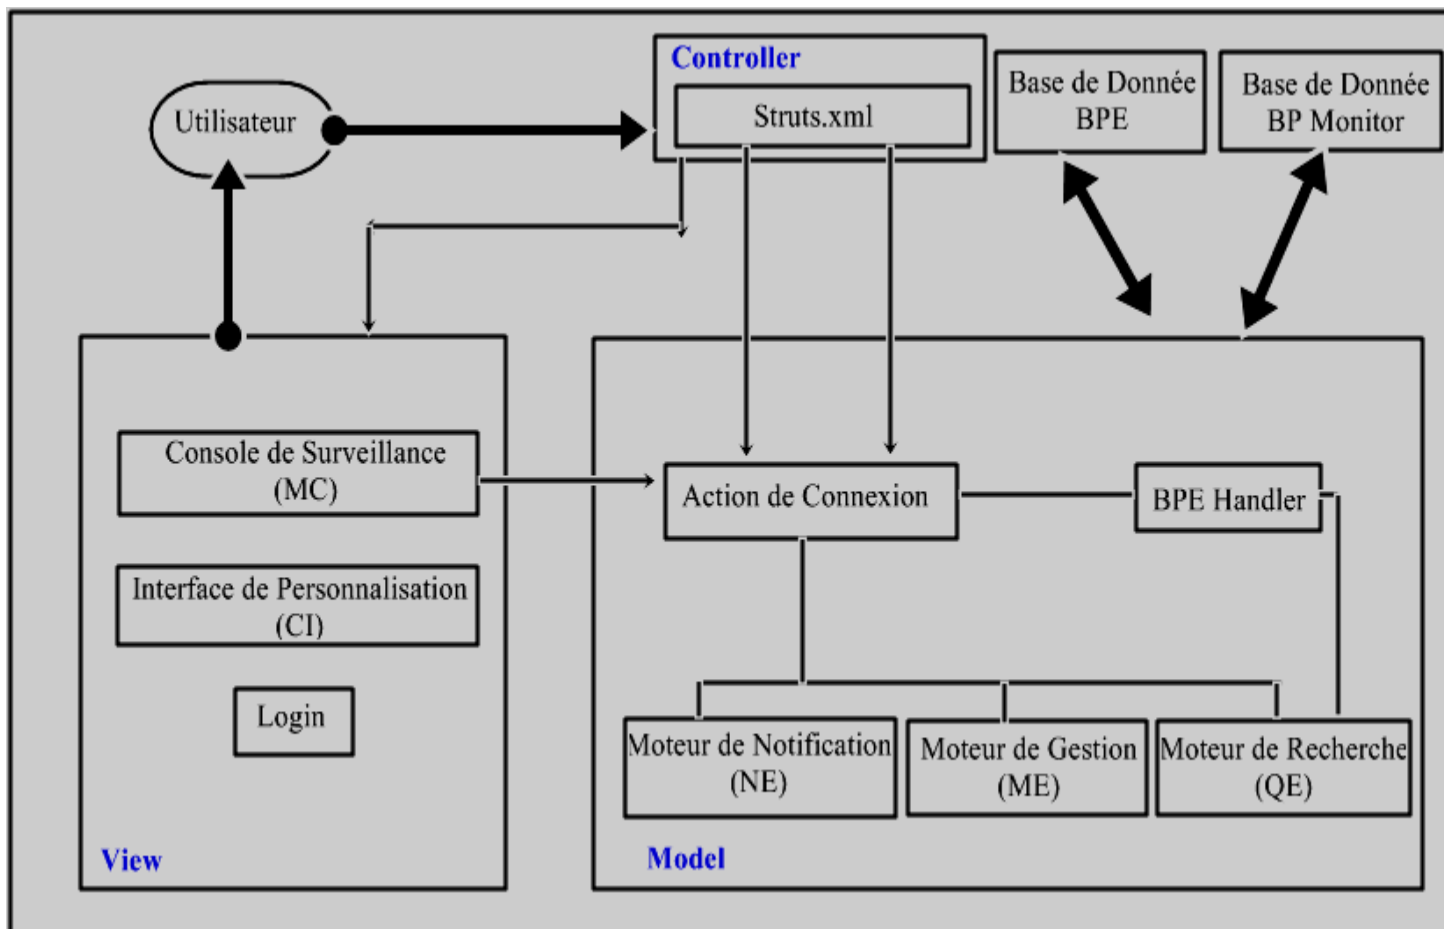 Controller
Struts.xml
Utilisateur
Base de Donnée
BPE
Base de Donnée
BP Monitor
Console de Surveillance
(MC)
Interface de Personnalisation
(CI)
Login
View
Action de Connexion
BPE Handler
Moteur de Notification
(NE)
Moteur de Gestion
(ME)
Moteur de Recherche
(QE)
Model